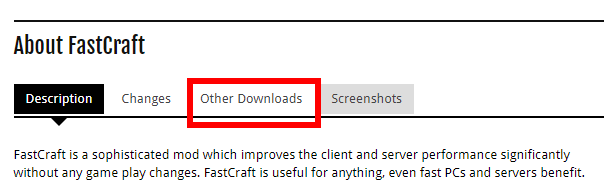 About FastCraft
Description Changes Other Downloads Screenshots
FastCraft is a sophisticated mod which improves the client and server performance significantly
without any game play changes. FastCraft is useful for anything, even fast PCs and servers benefit.